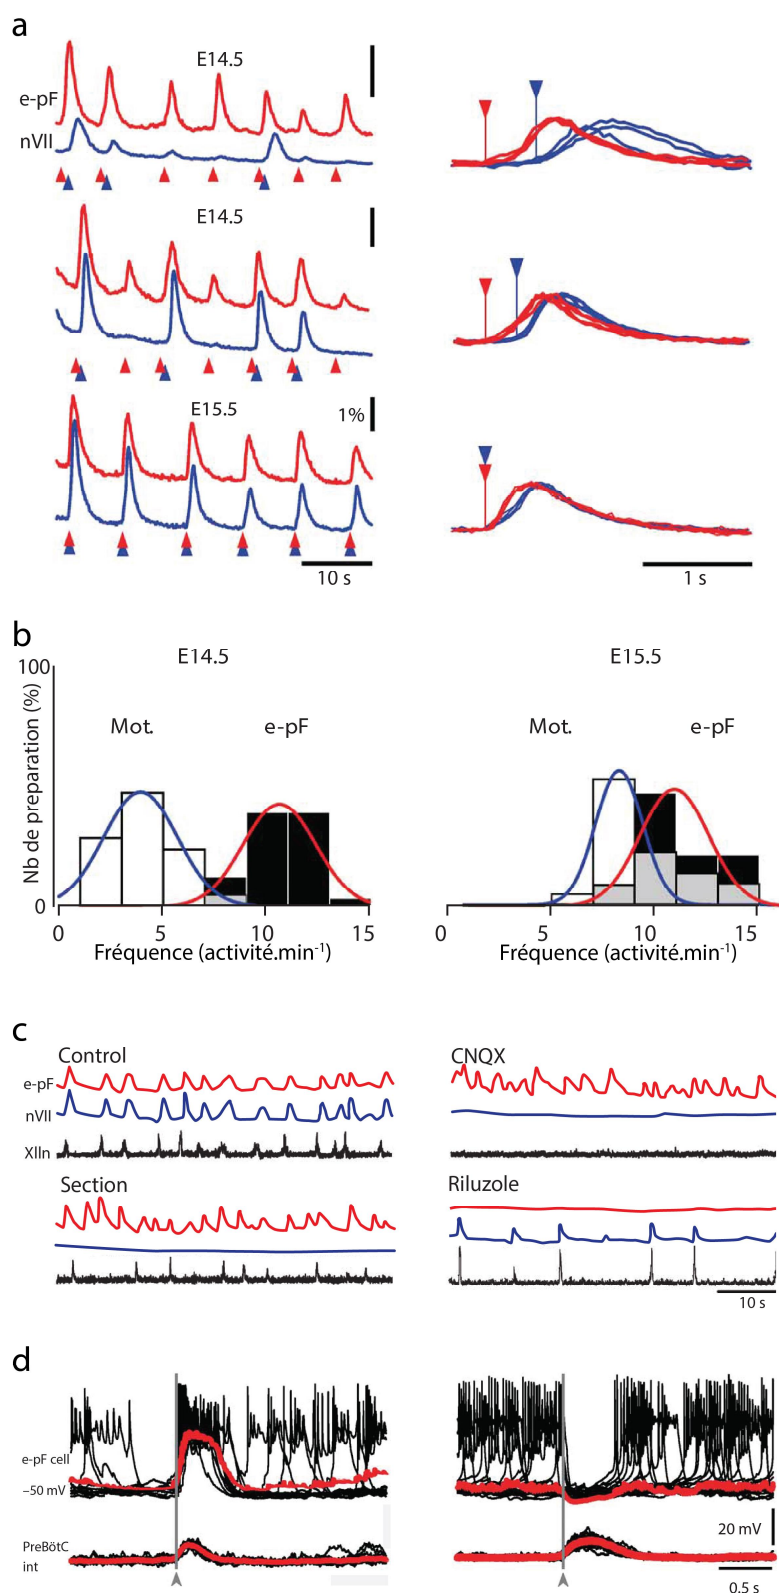 a
E14.5
e-pF
nVII
E14.5
E15.5
1%
10 s
1 s
b
E14.5
E15.5
100
Nb de preparation (%)
Mot.
e-pF
Mot.
e-pF
0
0
5
10
15
0
5
10
15
Fréquence (activité.min-1)
Fréquence (activité.min-1)
c
Control
CNQX
e-pF
nVII
XIIn
Section
Riluzole
10 s
d
e-pF cell
–50 mV
PreBötC
int
20 mV
0.5 s